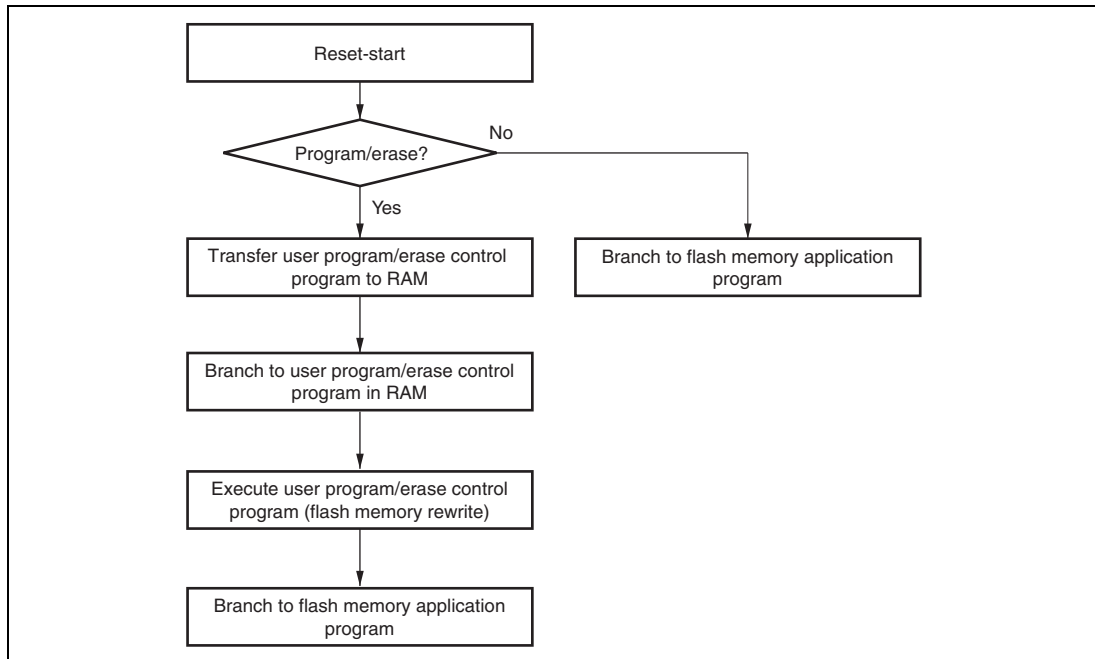 Reset-start
No
Program/erase?
Yes
Transfer user program/erase control
program to RAM
Branch to flash memory application
program
Branch to user program/erase control
program in RAM
Execute user program/erase control
program (flash memory rewrite)
Branch to flash memory application
program